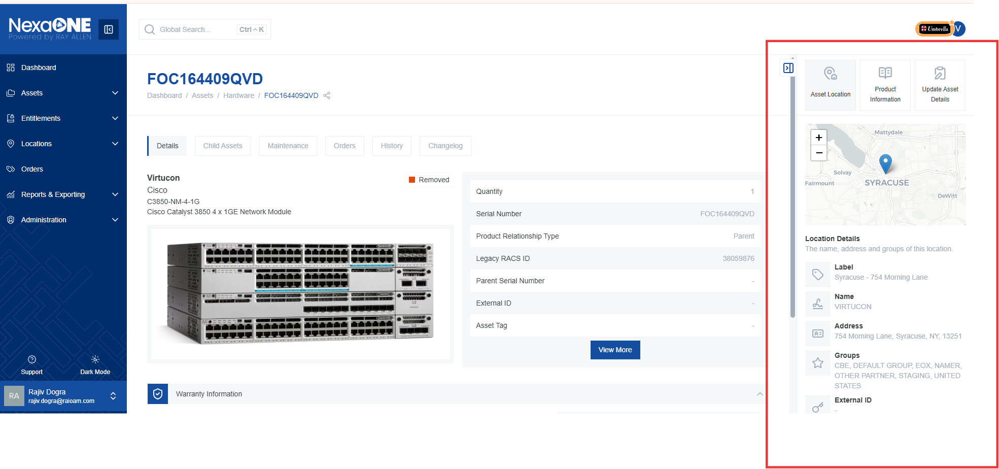 NexaONE
Powered by RAY ALLEN
Global Search...
Ctrl ^ K
Umbrella
V
Dashboard
Assets
Entitlements
Locations
Orders
Reports & Exporting
Administration
Support
Dark Mode
RA
Rajiv Dogra
rajiv.dogra@raioam.com
FOC164409QVD
Dashboard / Assets / Hardware / FOC164409QVD
Details
Child Assets
Maintenance
Orders
History
Changelog
Virtucon
Removed
Cisco
C3850-NM-4-1G
Cisco Catalyst 3850 4 x 1GE Network Module
Quantity 1
Serial Number FOC164409QVD
Product Relationship Type Parent
Legacy RACS ID 38059876
Parent Serial Number -
External ID -
Asset Tag -
View More
Warranty Information
Asset Location
Product
Information
Update Asset
Details
+
−
Mattydale
Solvay
Fairmount
SYRACUSE
DeWitt
Location Details
The name, address and groups of this location.
Label
Syracuse - 754 Morning Lane
Name
VIRTUCON
Address
754 Morning Lane, Syracuse, NY, 13251
Groups
CBE, DEFAULT GROUP, EOX, NAMER,
OTHER PARTNER, STAGING, UNITED
STATES
External ID
-